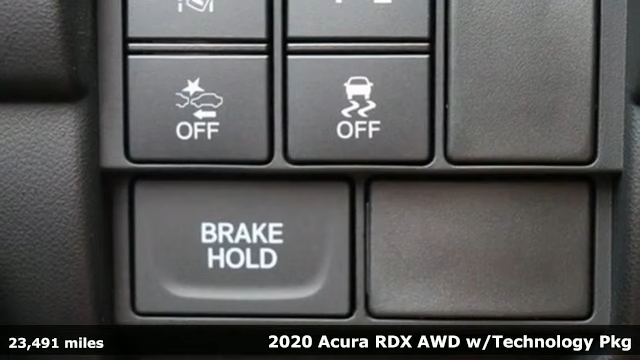 OFF
OFF
BRAKE
HOLD
23,491 miles
2020 Acura RDX AWD w/Technology Pkg